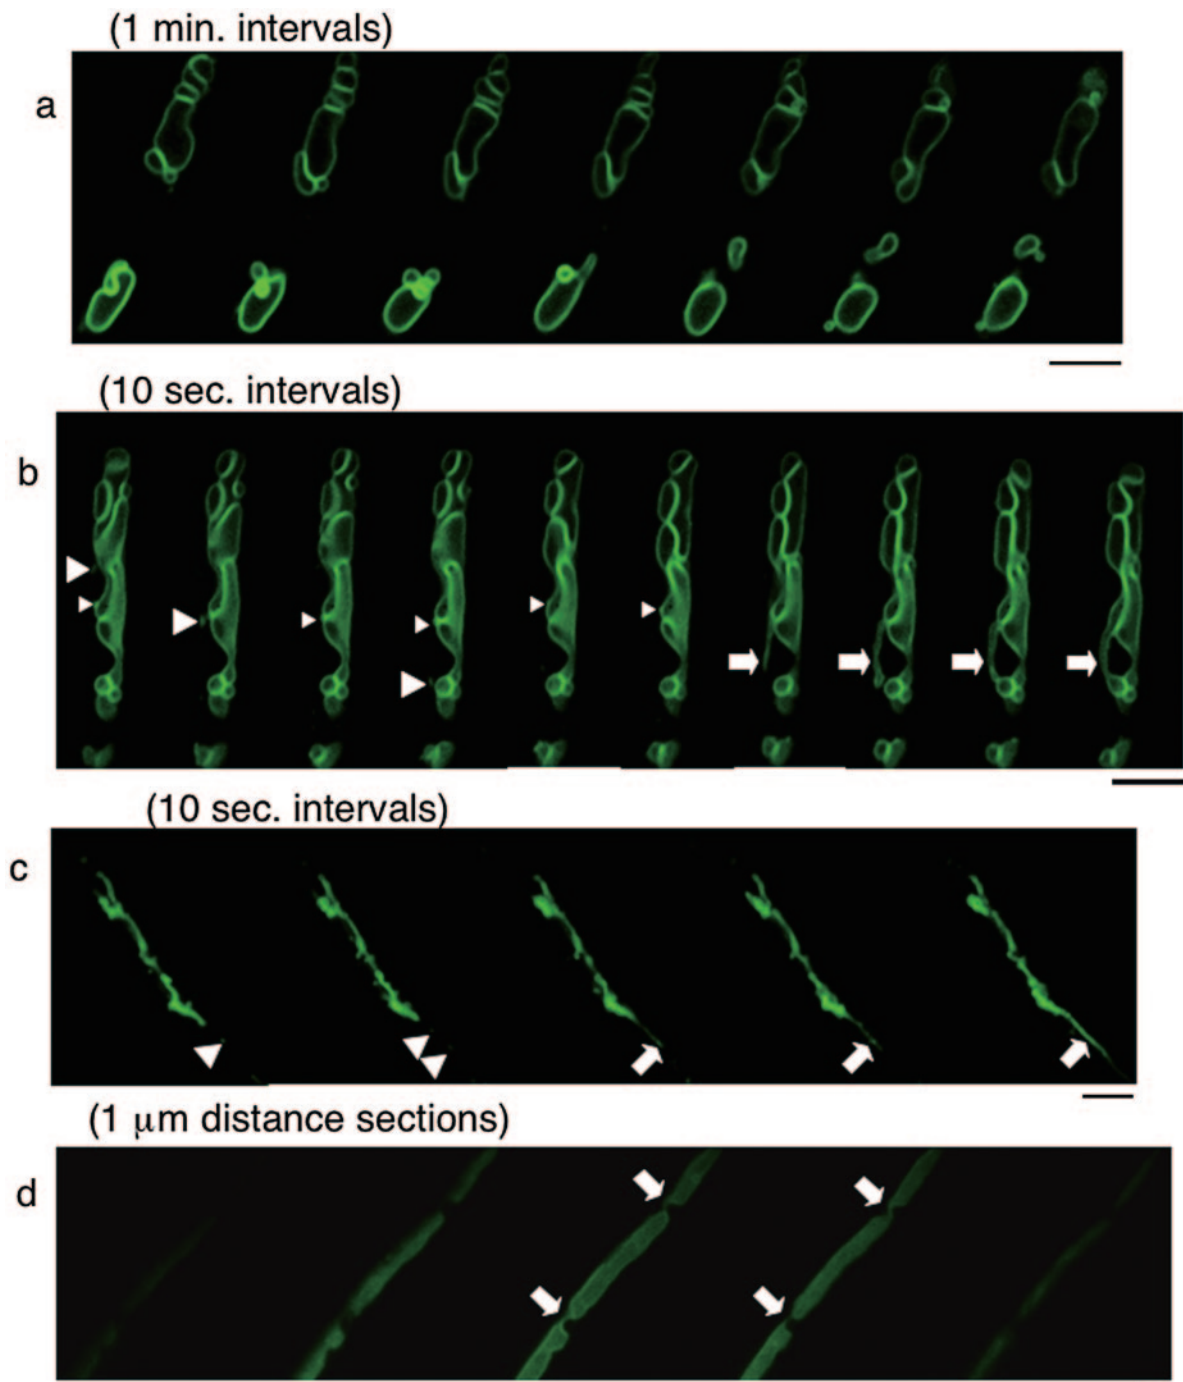 (1 min. intervals)
a
(10 sec. intervals)
b
(10 sec. intervals)
c
(1 μm distance sections)
d